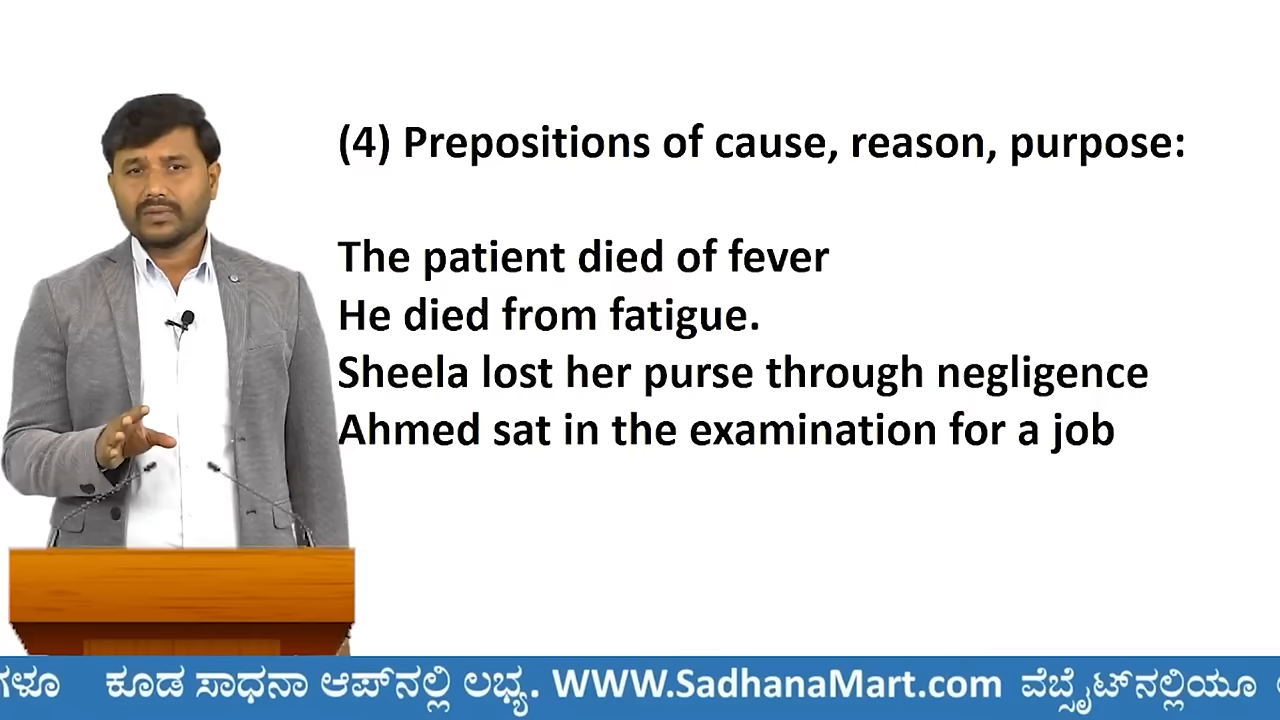 (4) Prepositions of cause, reason, purpose:
The patient died of fever
He died from fatigue.
Sheela lost her purse through negligence
Ahmed sat in the examination for a job
ಕೂಡ ಸಾಧನಾ ಆಪ್‌ನಲ್ಲಿ ಲಭ್ಯ. WWW.SadhanaMart.com ವೆಬ್ಸೈಟ್‌ನಲ್ಲಿಯೂ